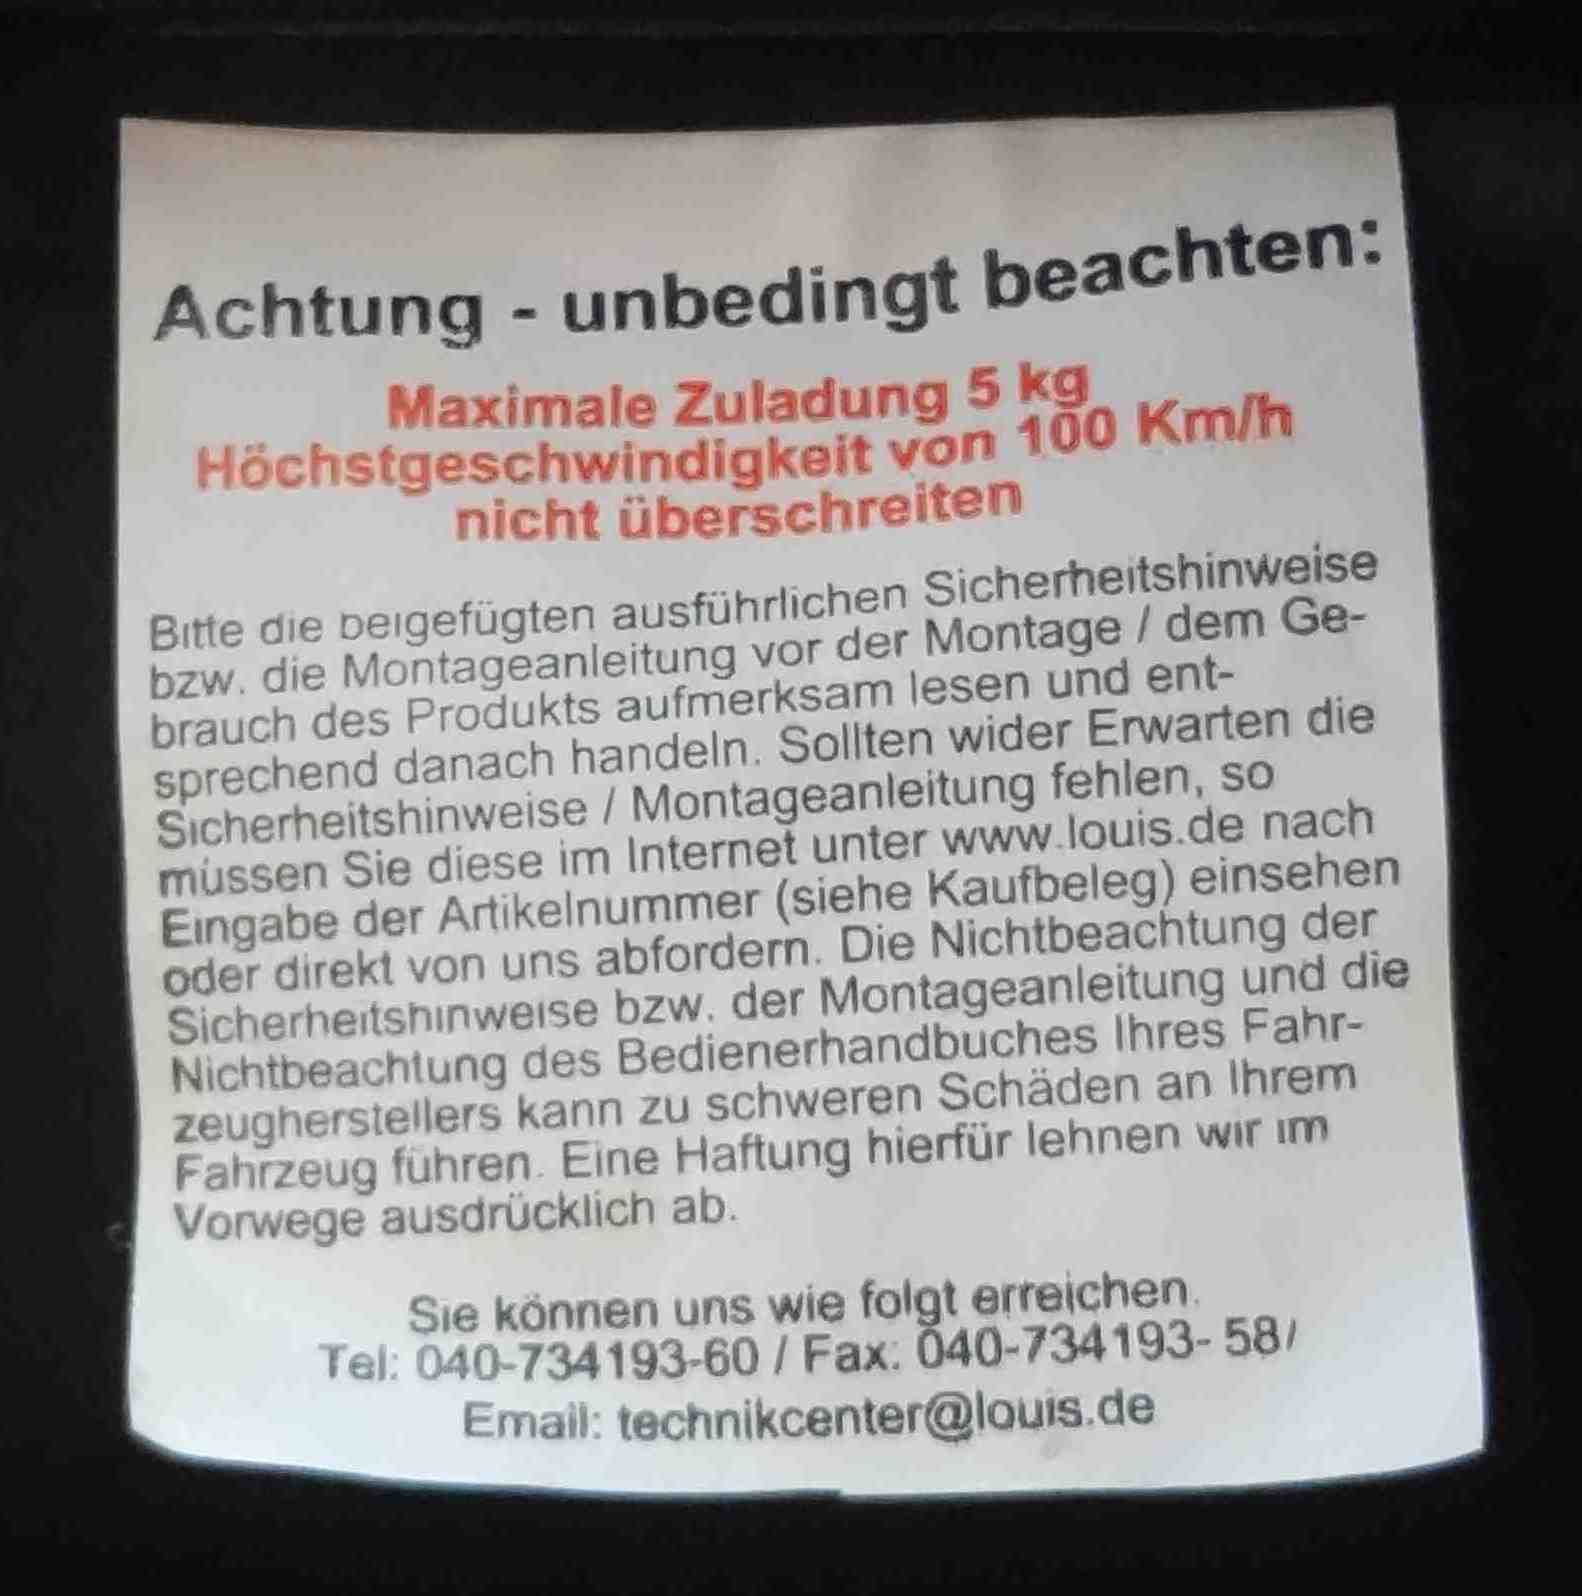 Achtung - unbedingt beachten:
Maximale Zuladung 5 kg
Höchstgeschwindigkeit von 100 Km/h
nicht überschreiten
Bitte die beigefügten ausführlichen Sicherheitshinweise
bzw. die Montageanleitung vor der Montage / dem Ge-
brauch des Produkts aufmerksam lesen und ent-
sprechend danach handeln. Sollten wider Erwarten die
Sicherheitshinweise / Montageanleitung fehlen, so
müssen Sie diese im Internet unter www.louis.de nach
Eingabe der Artikelnummer (siehe Kaufbeleg) einsehen
oder direkt von uns abfordern. Die Nichtbeachtung der
Sicherheitshinweise bzw. der Montageanleitung und die
Nichtbeachtung des Bedienerhandbuches Ihres Fahr-
zeugherstellers kann zu schweren Schäden an Ihrem
Fahrzeug führen. Eine Haftung hierfür lehnen wir im
Vorwege ausdrücklich ab.
Sie können uns wie folgt erreichen.
Tel: 040-734193-60 / Fax: 040-734193- 58/
Email: technikcenter@louis.de